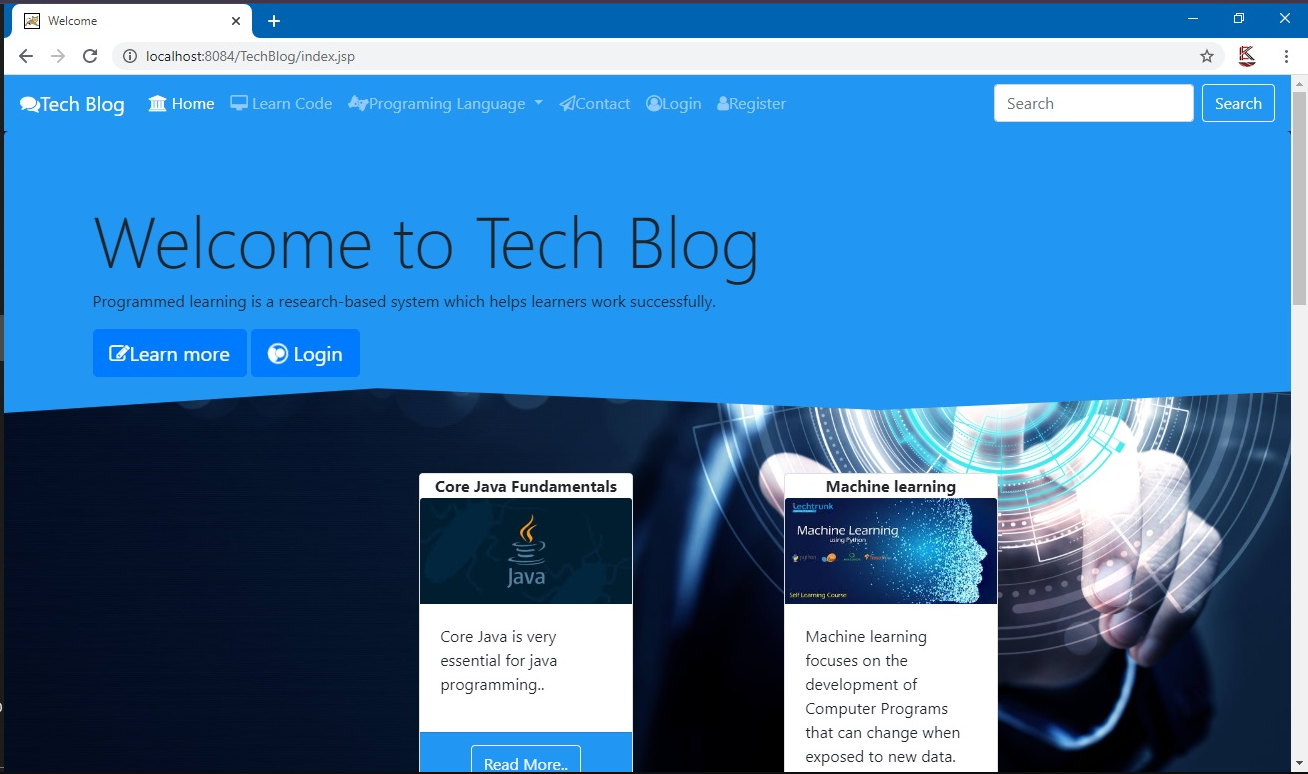 Welcome
localhost:8084/TechBlog/index.jsp
Tech Blog Home Learn Code Programing Language Contact Login Register Search Search
Welcome to Tech Blog
Programmed learning is a research-based system which helps learners work successfully.
Learn more Login
Core Java Fundamentals
Java
Core Java is very
essential for java
programming..
Read More..
Machine learning
techtrunk
Machine Learning
using Python
python
Self Learning Course
Machine learning
focuses on the
development of
Computer Programs
that can change when
exposed to new data.